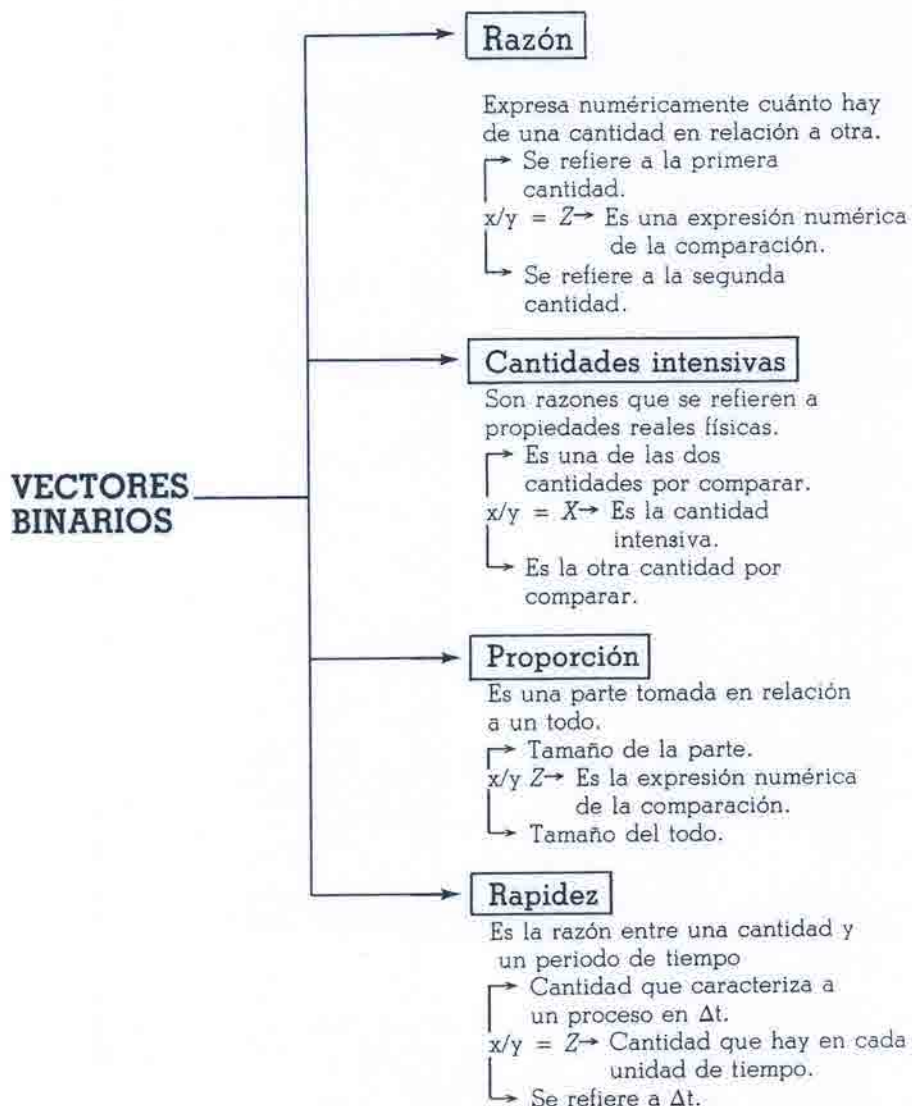 Razón
Expresa numéricamente cuánto hay
de una cantidad en relación a otra.
Se refiere a la primera
cantidad.
x/y = Z→ Es una expresión numérica
de la comparación.
Se refiere a la segunda
cantidad.
Cantidades intensivas
Son razones que se refieren a
propiedades reales físicas.
Es una de las dos
cantidades por comparar.
x/y = X→ Es la cantidad
intensiva.
Es la otra cantidad por
comparar.
VECTORES
BINARIOS
Proporción
Es una parte tomada en relación
a un todo.
Tamaño de la parte.
x/y Z→ Es la expresión numérica
de la comparación.
Tamaño del todo.
Rapidez
Es la razón entre una cantidad y
un periodo de tiempo
Cantidad que caracteriza a
un proceso en Δt.
x/y = Z→ Cantidad que hay en cada
unidad de tiempo.
Se refiere a Δt.